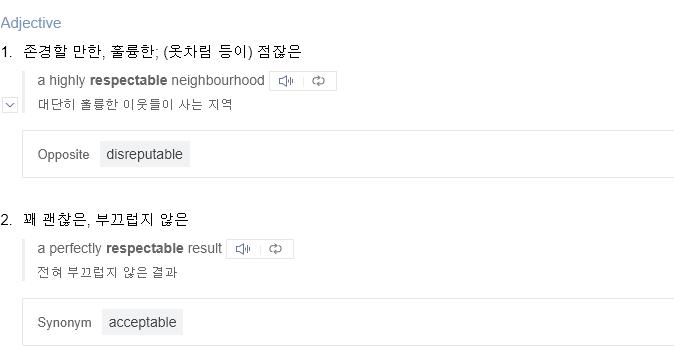 Adjective
1. 존경할 만한, 훌륭한; (옷차림 등이) 점잖은
a highly respectable neighbourhood
대단히 훌륭한 이웃들이 사는 지역
Opposite disreputable
2. 꽤 괜찮은, 부끄럽지 않은
a perfectly respectable result
전혀 부끄럽지 않은 결과
Synonym acceptable